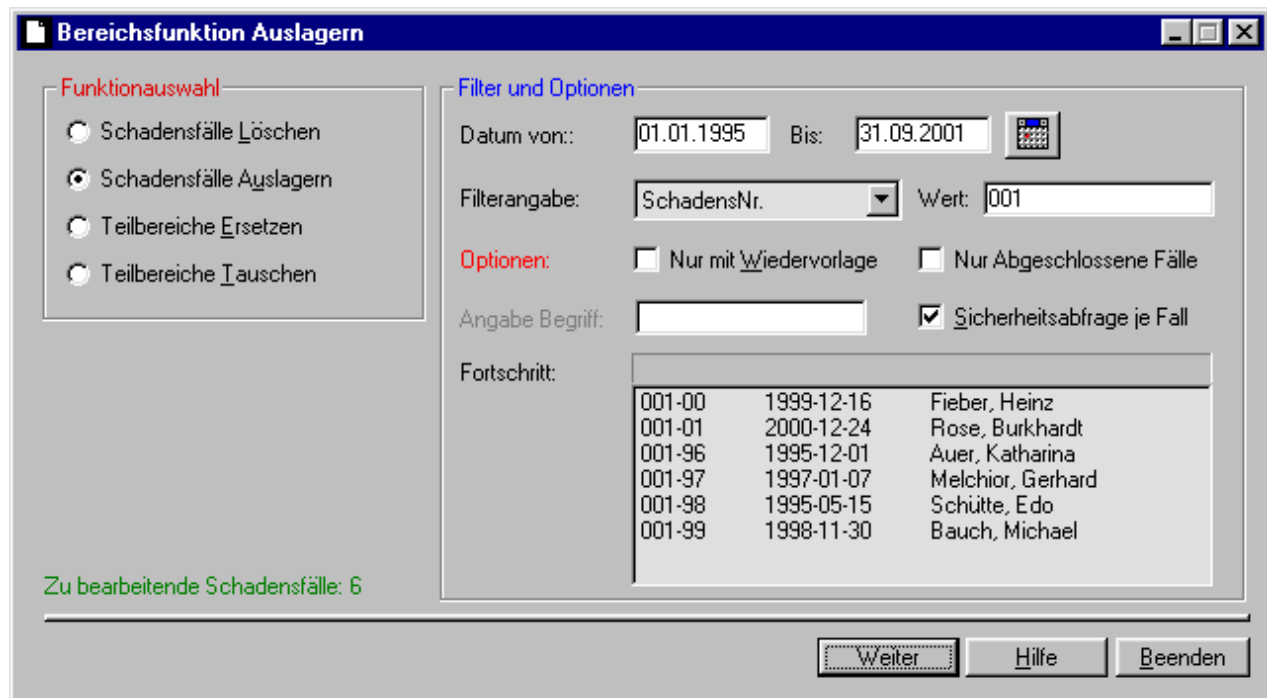 Bereichsfunktion Auslagern
Funktionauswahl
Schadensfälle Löschen
Schadensfälle Auslagern
Teilbereiche Ersetzen
Teilbereiche Tauschen
Zu bearbeitende Schadensfälle: 6
Filter und Optionen
Datum von:: 01.01.1995 Bis: 31.09.2001
Filterangabe: SchadensNr. Wert: 001
Optionen: Nur mit Wiedervorlage Nur Abgeschlossene Fälle
Angabe Begriff: Sicherheitsabfrage je Fall
Fortschritt:
001-00 1999-12-16 Fieber, Heinz
001-01 2000-12-24 Rose, Burkhardt
001-96 1995-12-01 Auer, Katharina
001-97 1997-01-07 Melchior, Gerhard
001-98 1995-05-15 Schütte, Edo
001-99 1998-11-30 Bauch, Michael
Weiter Hilfe Beenden